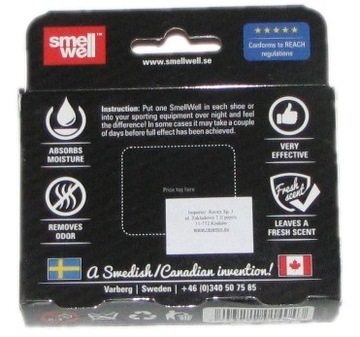 smell
well™
www.smellwell.se
Conforms to REACH
regulations
Instruction: Put one SmellWell in each shoe or
into your sporting equipment over night and feel
the difference! In some cases it may take a couple
of days before full effect has been achieved.
ABSORBS
MOISTURE
VERY
EFFECTIVE
Price tag here
Fresh
scent
REMOVES
ODOR
LEAVES A
FRESH SCENT
A Swedish/Canadian invention!
Varberg | Sweden | +46 (0)340 50 75 85